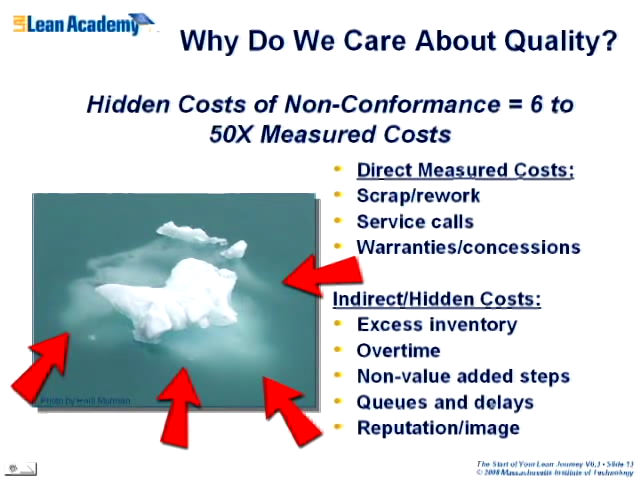 LAI Lean Academy
Why Do We Care About Quality?
Hidden Costs of Non-Conformance = 6 to
50X Measured Costs
• Direct Measured Costs:
• Scrap/rework
• Service calls
• Warranties/concessions
Indirect/Hidden Costs:
• Excess inventory
• Overtime
• Non-value added steps
• Queues and delays
• Reputation/image
Photo by Heidi Murman
The Start of Your Lean Journey V6.3 • Slide 13
© 2008 Massachusetts Institute of Technology